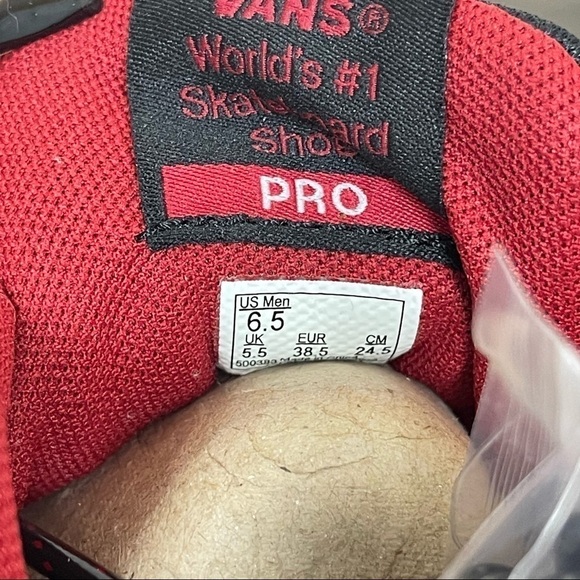 VANS®
World's #1
Skateboard
Shoe
PRO
US Men
6.5
UK EUR CM
5.5 38.5 24.5
500383